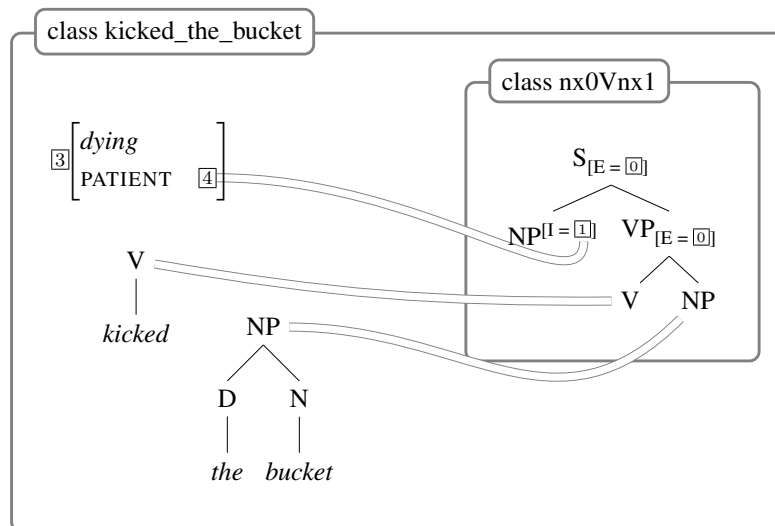 class kicked_the_bucket
class nx0Vnx1
3 dying
PATIENT 4
S[E = 0]
NP[I = 1] VP[E = 0]
V
V NP
kicked
NP
D N
the bucket